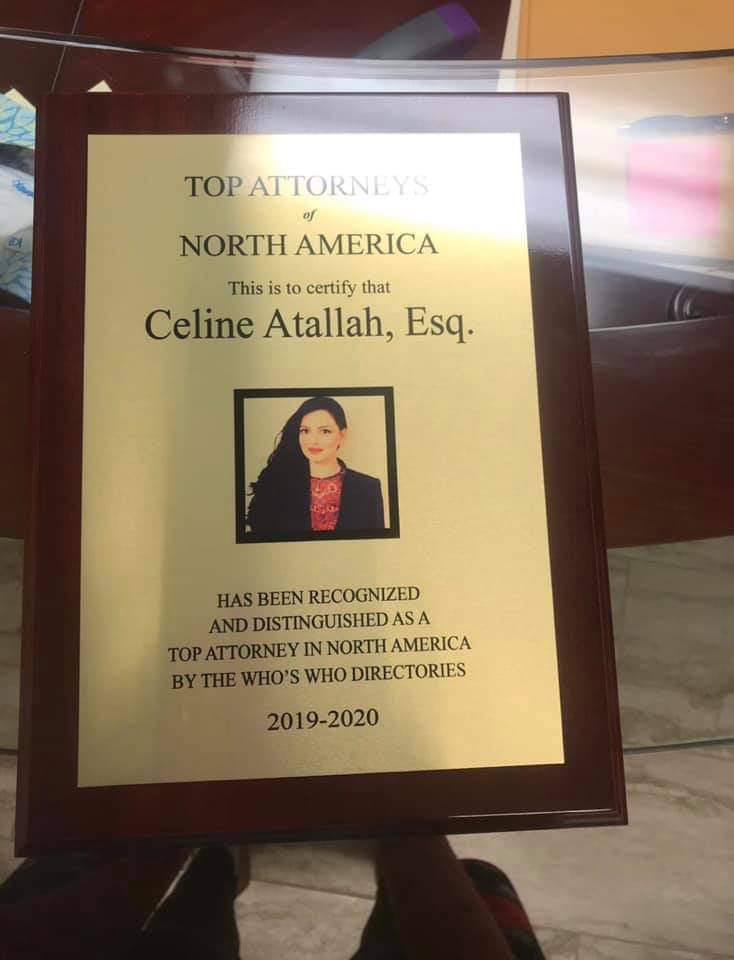 TOP ATTORNEYS
of
NORTH AMERICA
This is to certify that
Celine Atallah, Esq.
HAS BEEN RECOGNIZED
AND DISTINGUISHED AS A
TOP ATTORNEY IN NORTH AMERICA
BY THE WHO'S WHO DIRECTORIES
2019-2020